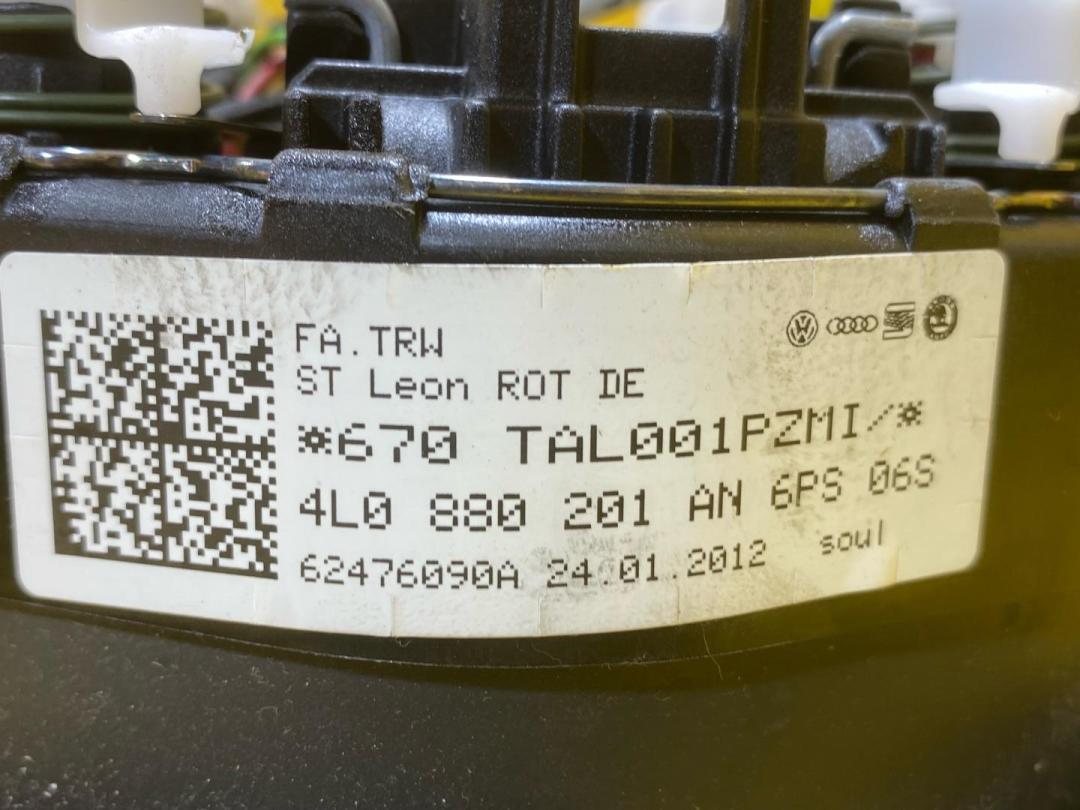 FA.TRW
ST Leon ROT DE
*670 TAL001PZMI/*
4L0 880 201 AN 6PS 06S
62476090A 24.01.2012 soul